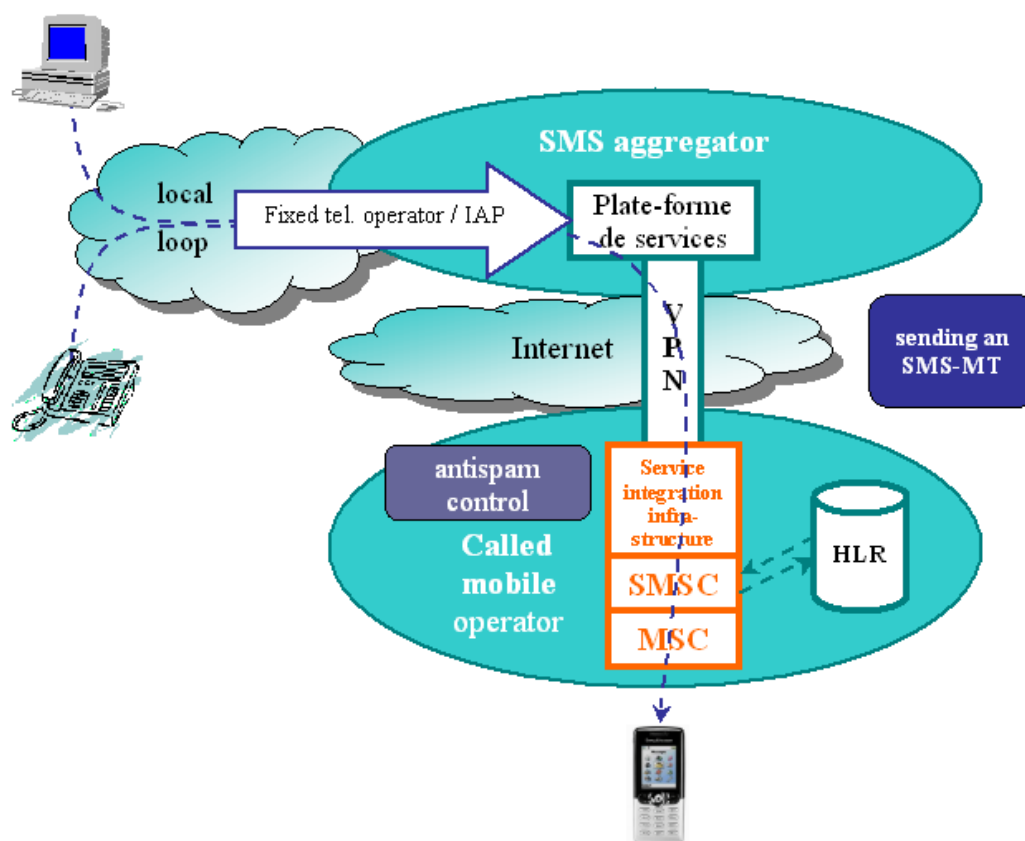 SMS aggregator
local
loop
Fixed tel. operator / IAP
Plate-forme
de services
V
P
N
Internet
sending an
SMS-MT
antispam
control
Service
integration
infra-
structure
Called
mobile
operator
SMSC
MSC
HLR